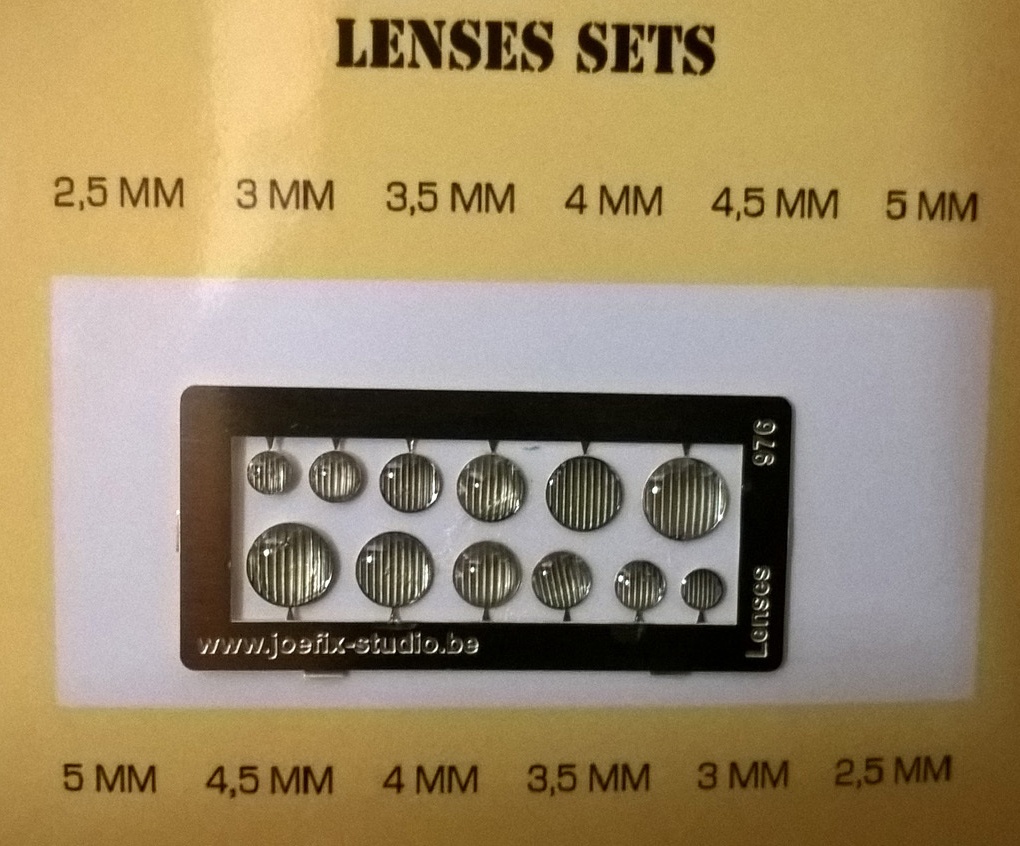 LENSES SETS
2,5 MM 3 MM 3,5 MM 4 MM 4,5 MM 5 MM
976
Lenses
www.joefix-studio.be
5 MM 4,5 MM 4 MM 3,5 MM 3 MM 2,5 MM